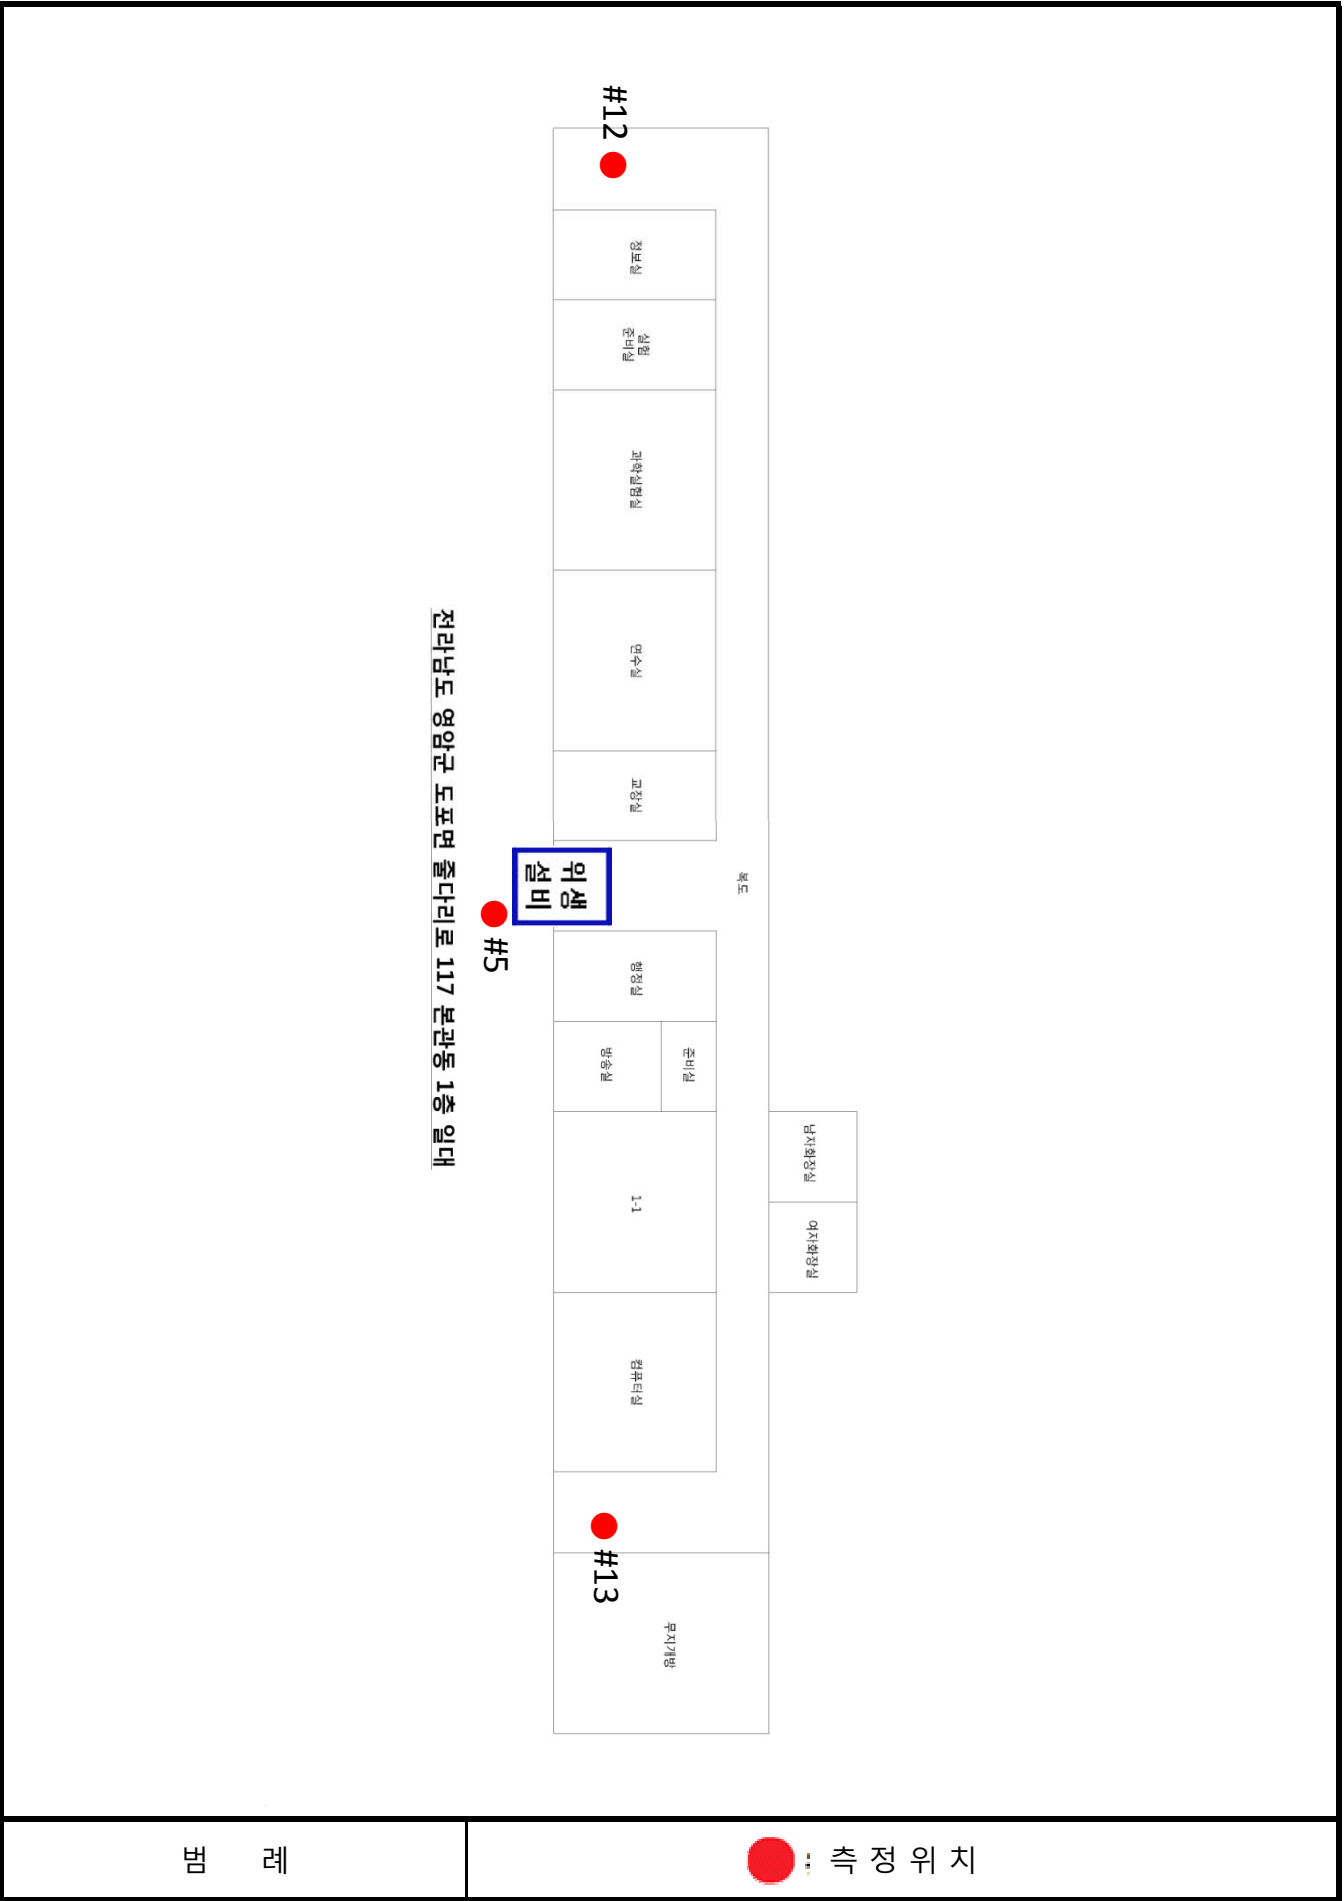 #12
정보실
실험
준비실
과학실험실
연수실
교장실
복도
위생
설비
#5
행정실
방송실
준비실
1-1
남자화장실
여자화장실
컴퓨터실
#13
무지개방
전라남도 영암군 도포면 줄다리로 117 본관동 1층 일대
범 례
: 측정위치